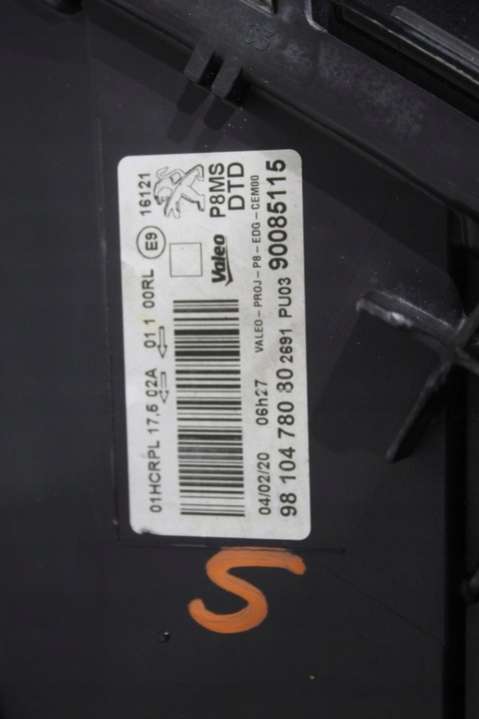 01HCRPL 17,5 02A 01 1 00RL E9 16121
P8MS
DTD
Valeo
VALEO-PROJ-P8-EDG-CEM00
04/02/20 06h27
2691 PU03 90085115
98 104 780 80
S